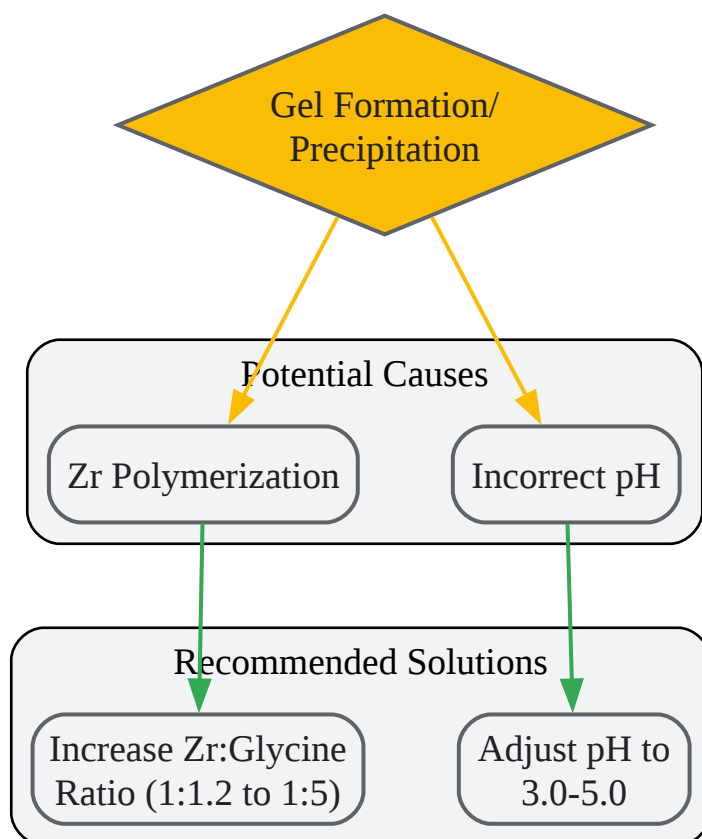 Gel Formation/
Precipitation
Potential Causes
Zr Polymerization
Incorrect pH
Recommended Solutions
Increase Zr:Glycine
Ratio (1:1.2 to 1:5)
Adjust pH to
3.0-5.0